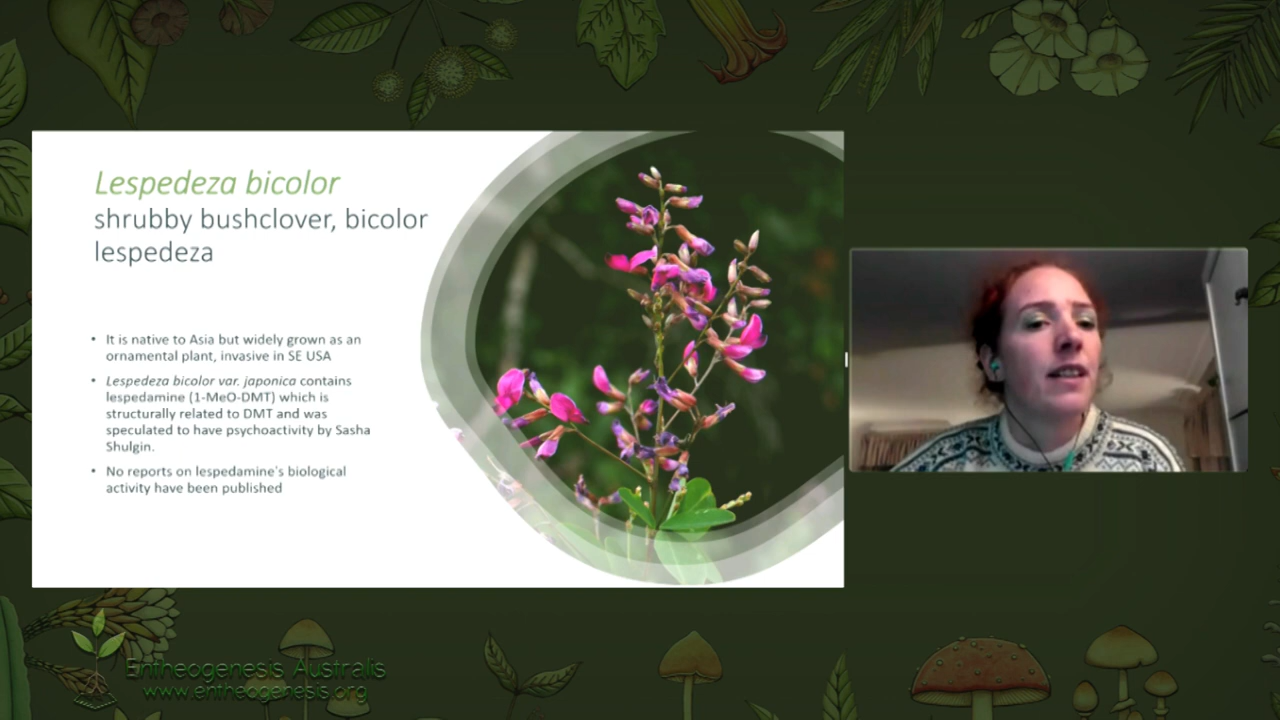 Lespedeza bicolor
shrubby bushclover, bicolor
lespedeza
• It is native to Asia but widely grown as an
ornamental plant, invasive in SE USA
• Lespedeza bicolor var. japonica contains
lespedamine (1-MeO-DMT) which is
structurally related to DMT and was
speculated to have psychoactivity by Sasha
Shulgin.
• No reports on lespedamine's biological
activity have been published
Entheogenesis Australis
www.entheogenesis.org